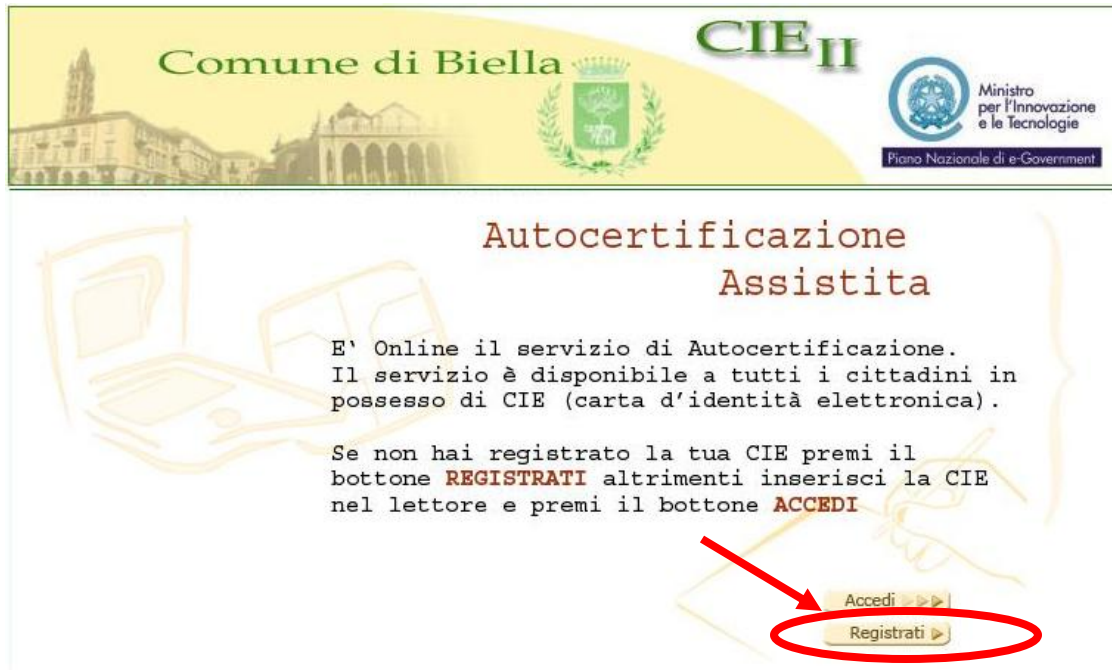 Comune di Biella
CIE II
Ministro
per l'Innovazione
e le Tecnologie
Piano Nazionale di e-Government
Autocertificazione
Assistita
E' Online il servizio di Autocertificazione.
Il servizio è disponibile a tutti i cittadini in
possesso di CIE (carta d'identità elettronica).
Se non hai registrato la tua CIE premi il
bottone REGISTRATI altrimenti inserisci la CIE
nel lettore e premi il bottone ACCEDI
Accedi
Registrati